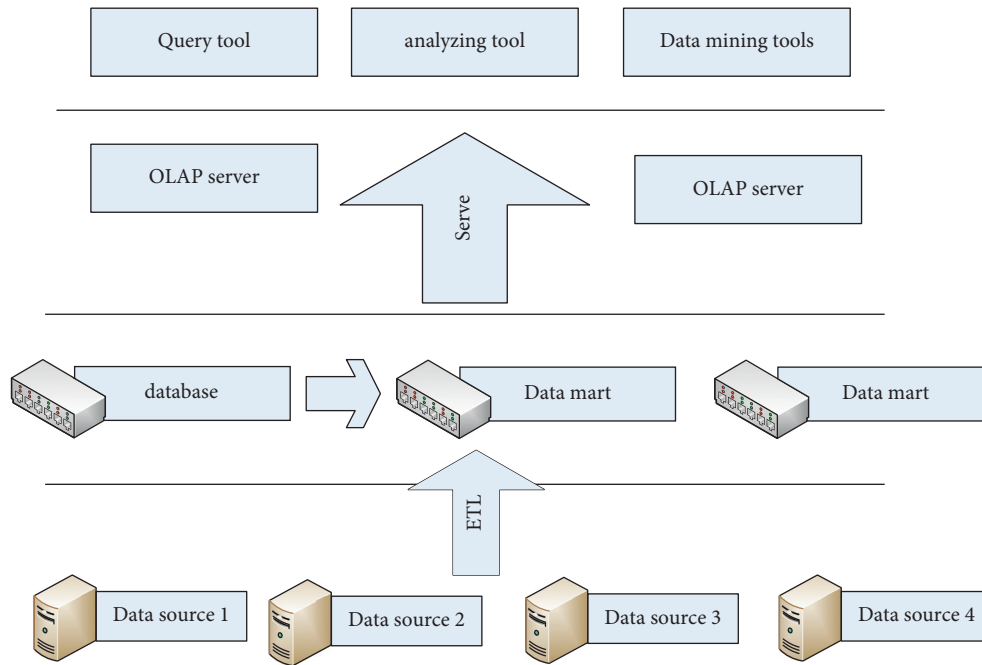 Query tool
analyzing tool
Data mining tools
OLAP server
OLAP server
Serve
database
Data mart
Data mart
ETL
Data source 1
Data source 2
Data source 3
Data source 4